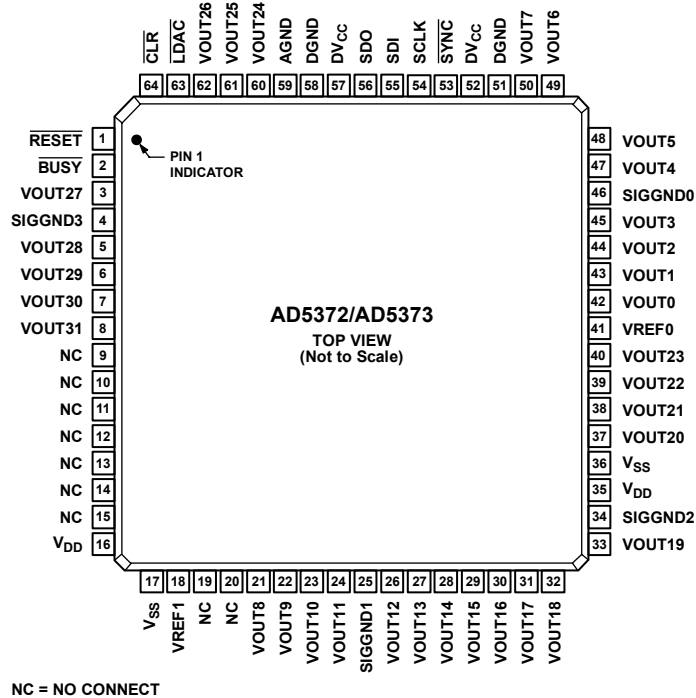 CLR
LDAC
VOUT26
VOUT25
VOUT24
AGND
DGND
DVCC
SDO
SDI
SCLK
SYNC
DVCC
DGND
VOUT7
VOUT6
64 63 62 61 60 59 58 57 56 55 54 53 52 51 50 49
RESET 1
BUSY 2
VOUT27 3
SIGGND3 4
VOUT28 5
VOUT29 6
VOUT30 7
VOUT31 8
NC 9
NC 10
NC 11
NC 12
NC 13
NC 14
NC 15
VDD 16
PIN 1
INDICATOR
AD5372/AD5373
TOP VIEW
(Not to Scale)
48 VOUT5
47 VOUT4
46 SIGGND0
45 VOUT3
44 VOUT2
43 VOUT1
42 VOUT0
41 VREF0
40 VOUT23
39 VOUT22
38 VOUT21
37 VOUT20
36 VSS
35 VDD
34 SIGGND2
33 VOUT19
17 18 19 20 21 22 23 24 25 26 27 28 29 30 31 32
VSS
VREF1
NC
NC
VOUT8
VOUT9
VOUT10
VOUT11
SIGGND1
VOUT12
VOUT13
VOUT14
VOUT15
VOUT16
VOUT17
VOUT18
NC = NO CONNECT